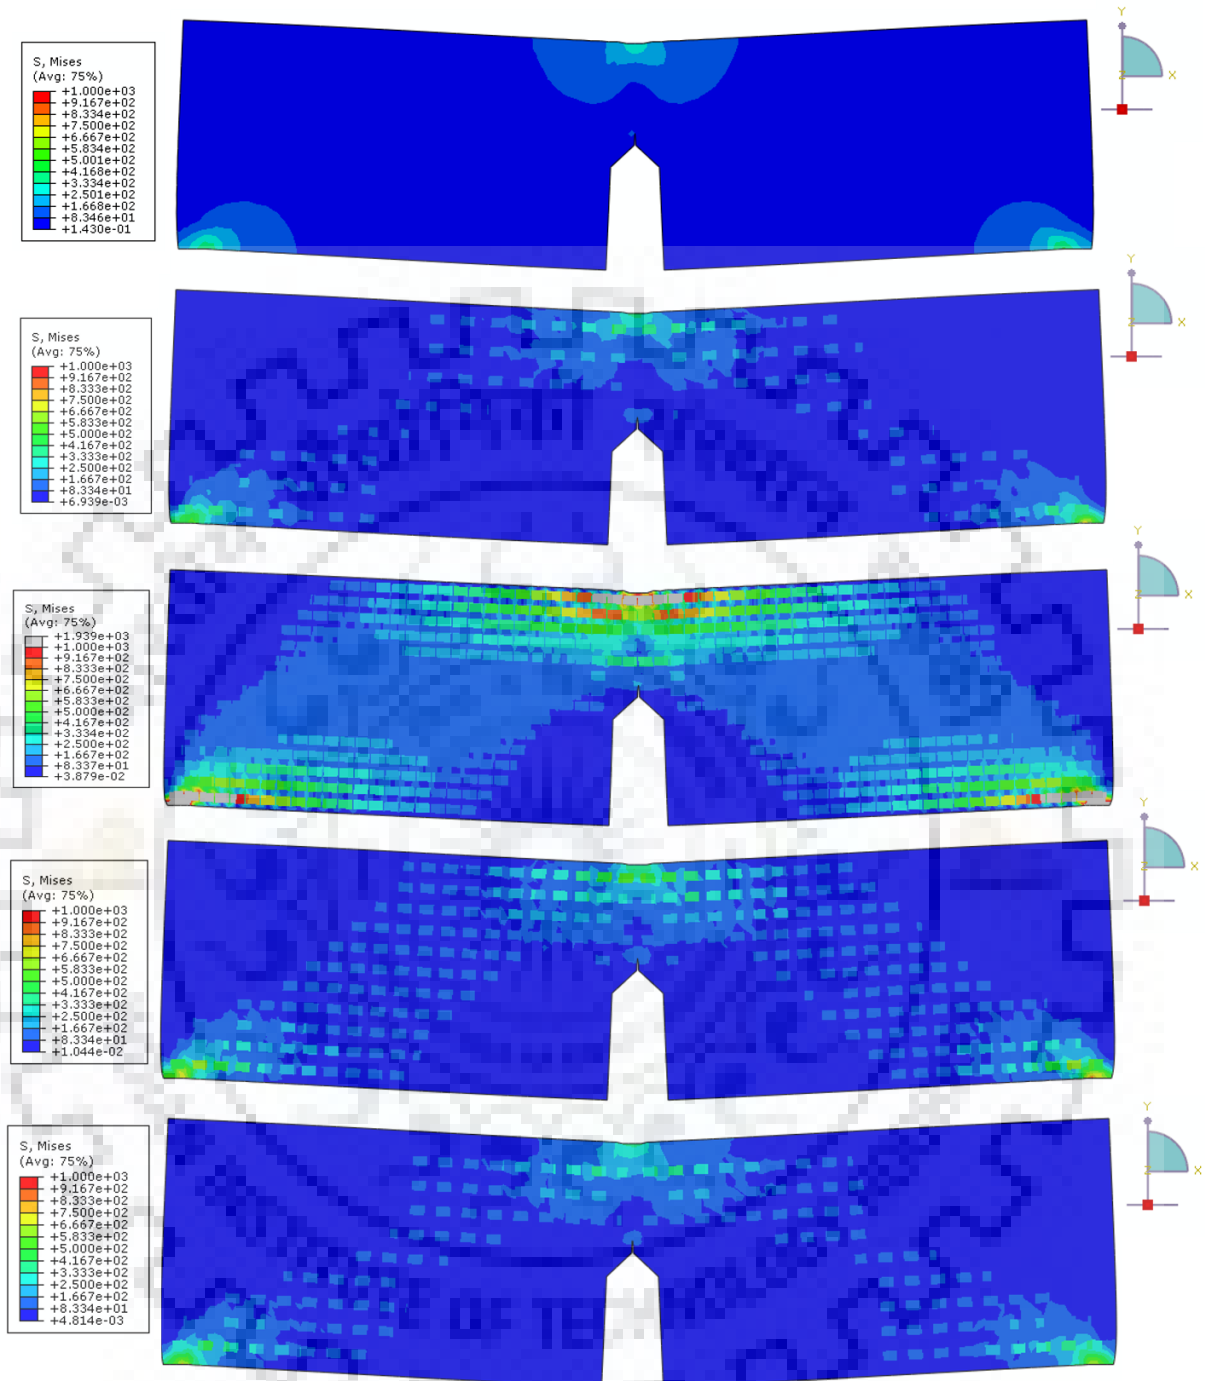 Y
S, Mises
(Avg: 75%)
+1.000e+03
+9.167e+02
+8.334e+02
+7.500e+02
+6.667e+02
+5.834e+02
+5.001e+02
+4.168e+02
+3.334e+02
+2.501e+02
+1.668e+02
+8.346e+01
+1.430e-01
Z
X
Y
S, Mises
(Avg: 75%)
+1.000e+03
+9.167e+02
+8.333e+02
+7.500e+02
+6.667e+02
+5.833e+02
+5.000e+02
+4.167e+02
+3.333e+02
+2.500e+02
+1.667e+02
+8.334e+01
+6.939e-03
Z
X
Y
S, Mises
(Avg: 75%)
+1.939e+03
+1.000e+03
+9.167e+02
+8.333e+02
+7.500e+02
+6.667e+02
+5.833e+02
+5.000e+02
+4.167e+02
+3.334e+02
+2.500e+02
+1.667e+02
+8.337e+01
+3.879e-02
Z
X
Y
S, Mises
(Avg: 75%)
+1.000e+03
+9.167e+02
+8.333e+02
+7.500e+02
+6.667e+02
+5.833e+02
+5.000e+02
+4.167e+02
+3.333e+02
+2.500e+02
+1.667e+02
+8.334e+01
+1.044e-02
Z
X
Y
S, Mises
(Avg: 75%)
+1.000e+03
+9.167e+02
+8.333e+02
+7.500e+02
+6.667e+02
+5.833e+02
+5.000e+02
+4.167e+02
+3.333e+02
+2.500e+02
+1.667e+02
+8.334e+01
+4.814e-03
Z
X
OF